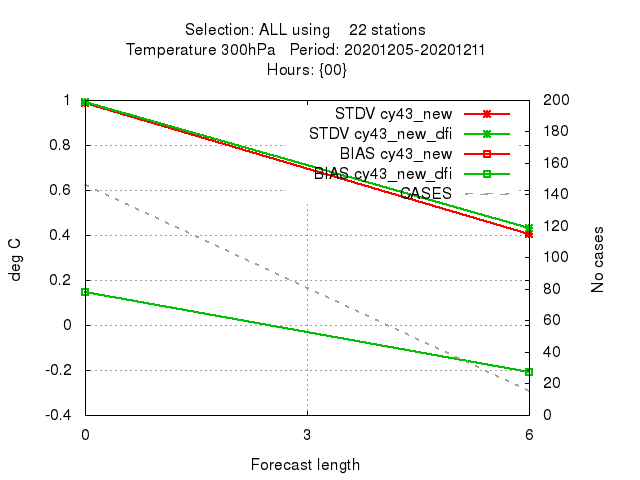 Selection: ALL using    22 stations
Temperature 300hPa   Period: 20201205-20201211
Hours: {00}
1
0.8
0.6
0.4
0.2
0
-0.2
-0.4
deg C
200
180
160
140
120
100
80
60
40
20
0
No cases
STDV cy43_new
STDV cy43_new_dfi
BIAS cy43_new
BIAS cy43_new_dfi
CASES
0 3 6
Forecast length